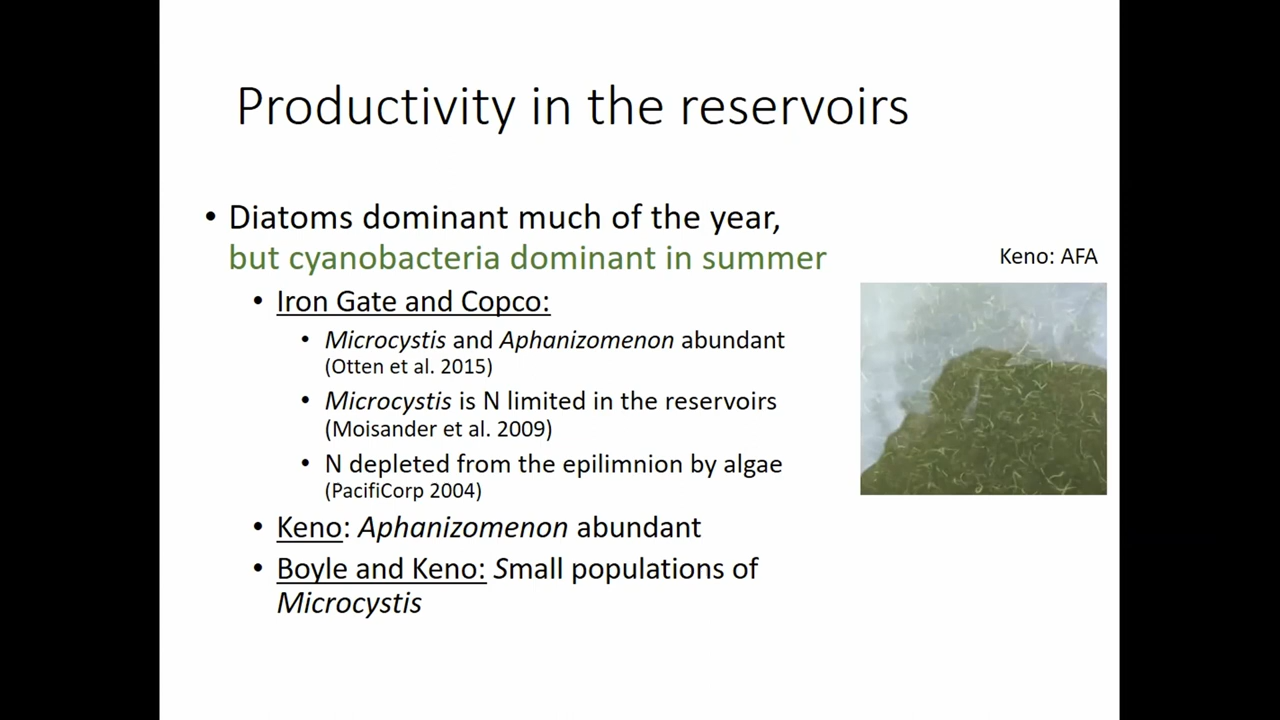 Productivity in the reservoirs
• Diatoms dominant much of the year,
but cyanobacteria dominant in summer
• Iron Gate and Copco:
• Microcystis and Aphanizomenon abundant
(Otten et al. 2015)
• Microcystis is N limited in the reservoirs
(Moisander et al. 2009)
• N depleted from the epilimnion by algae
(PacifiCorp 2004)
• Keno: Aphanizomenon abundant
• Boyle and Keno: Small populations of
Microcystis
Keno: AFA